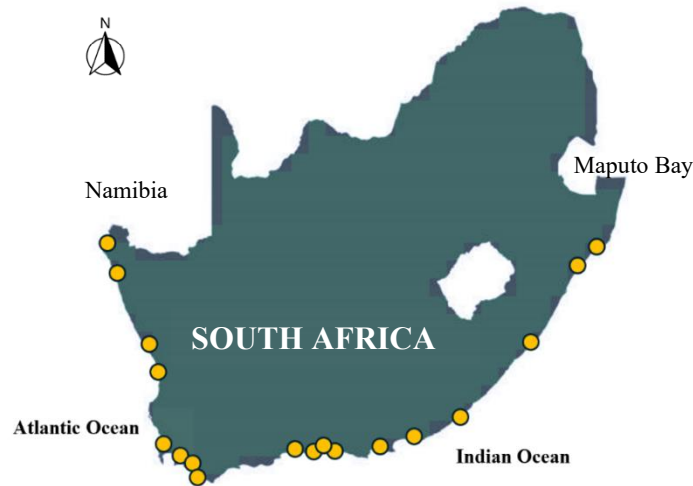 N
Maputo Bay
Namibia
SOUTH AFRICA
Atlantic Ocean
Indian Ocean